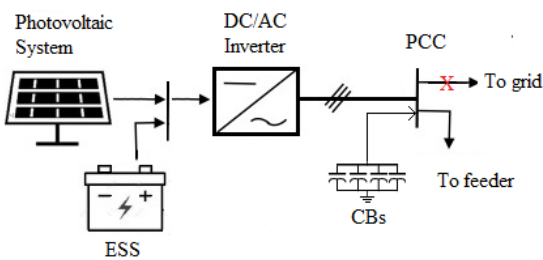 Photovoltaic
System
DC/AC
Inverter
PCC
X
To grid
To feeder
CBs
ESS